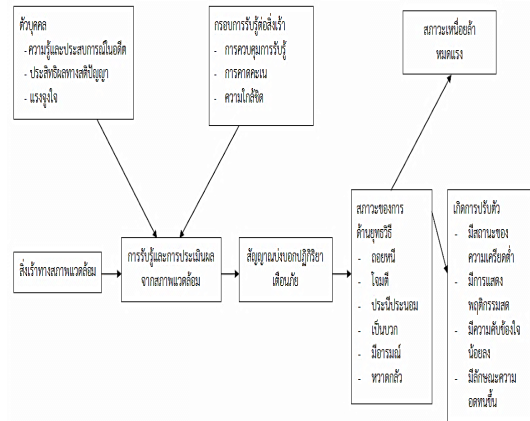 ตัวบุคคล
- ความรู้และประสบการณ์ในอดีต
- ประสิทธิผลทางสติปัญญา
- แรงจูงใจ
กรอบการรับรู้ต่อสิ่งเร้า
- การควบคุมการรับรู้
- การคาดคะเน
- ความใกล้ชิด
สภาวะเหนื่อยล้า
หมดแรง
สิ่งเร้าทางสภาพแวดล้อม
การรับรู้และการประเมินผล
จากสภาพแวดล้อม
สัญญาณบ่งบอกปฏิกิริยา
เตือนภัย
สภาวะของการ
ด้านยุทธวิธี
- ถอยหนี
- โจมตี
- ประนีประนอม
- เป็นบวก
- มีอารมณ์
- หวาดกลัว
เกิดการปรับตัว
- มีสถานะของ
ความเครียดต่ำ
- มีการแสดง
พฤติกรรมสด
- มีความคับข้องใจ
น้อยลง
- มีลักษณะความ
อดทนขึ้น